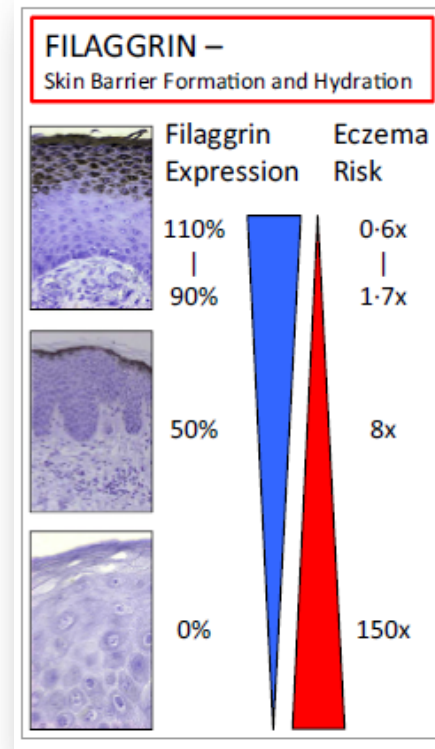 FILAGGRIN –
Skin Barrier Formation and Hydration
Filaggrin Eczema
Expression Risk
110% 0·6x
| |
90% 1·7x
50% 8x
0% 150x